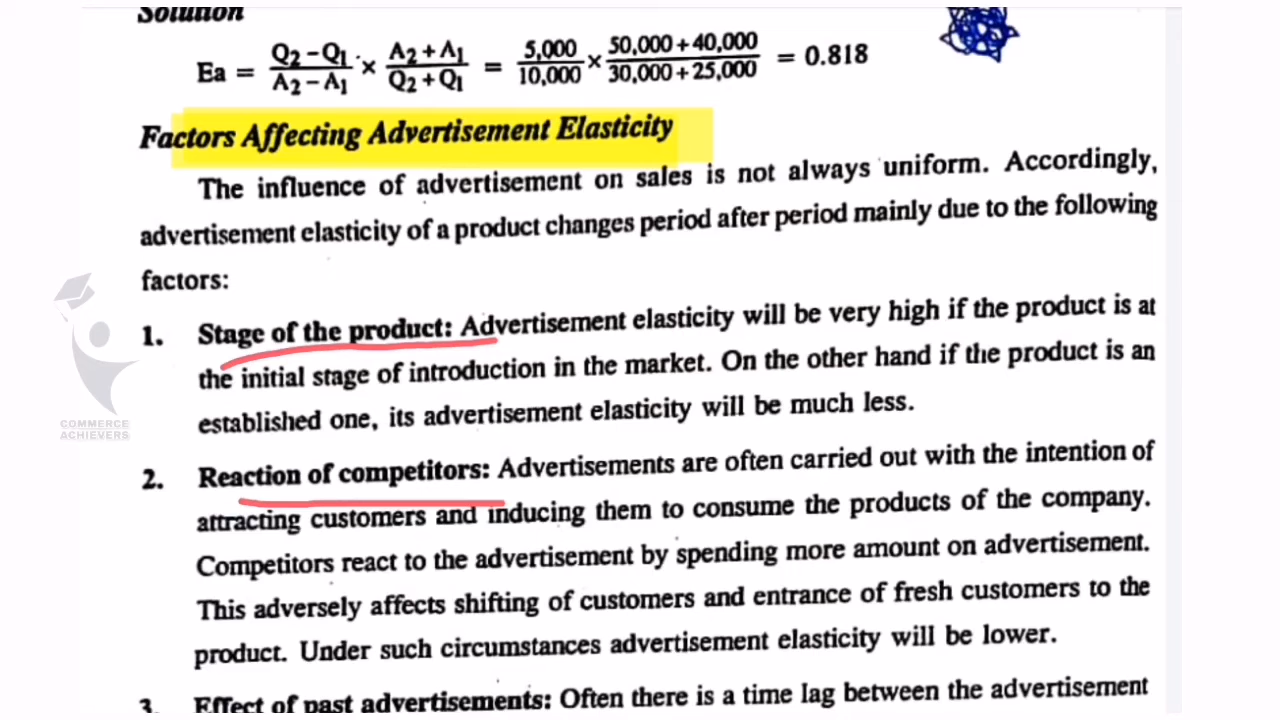 Solution
Ea = Q2 – Q1 / A2 – A1 × A2 + A1 / Q2 + Q1 = 5,000 / 10,000 × 50,000 + 40,000 / 30,000 + 25,000 = 0.818
Factors Affecting Advertisement Elasticity
The influence of advertisement on sales is not always uniform. Accordingly,
advertisement elasticity of a product changes period after period mainly due to the following
factors:
1. Stage of the product: Advertisement elasticity will be very high if the product is at
the initial stage of introduction in the market. On the other hand if the product is an
established one, its advertisement elasticity will be much less.
2. Reaction of competitors: Advertisements are often carried out with the intention of
attracting customers and inducing them to consume the products of the company.
Competitors react to the advertisement by spending more amount on advertisement.
This adversely affects shifting of customers and entrance of fresh customers to the
product. Under such circumstances advertisement elasticity will be lower.
3. Effect of past advertisements: Often there is a time lag between the advertisement
COMMERCE
ACHIEVERS